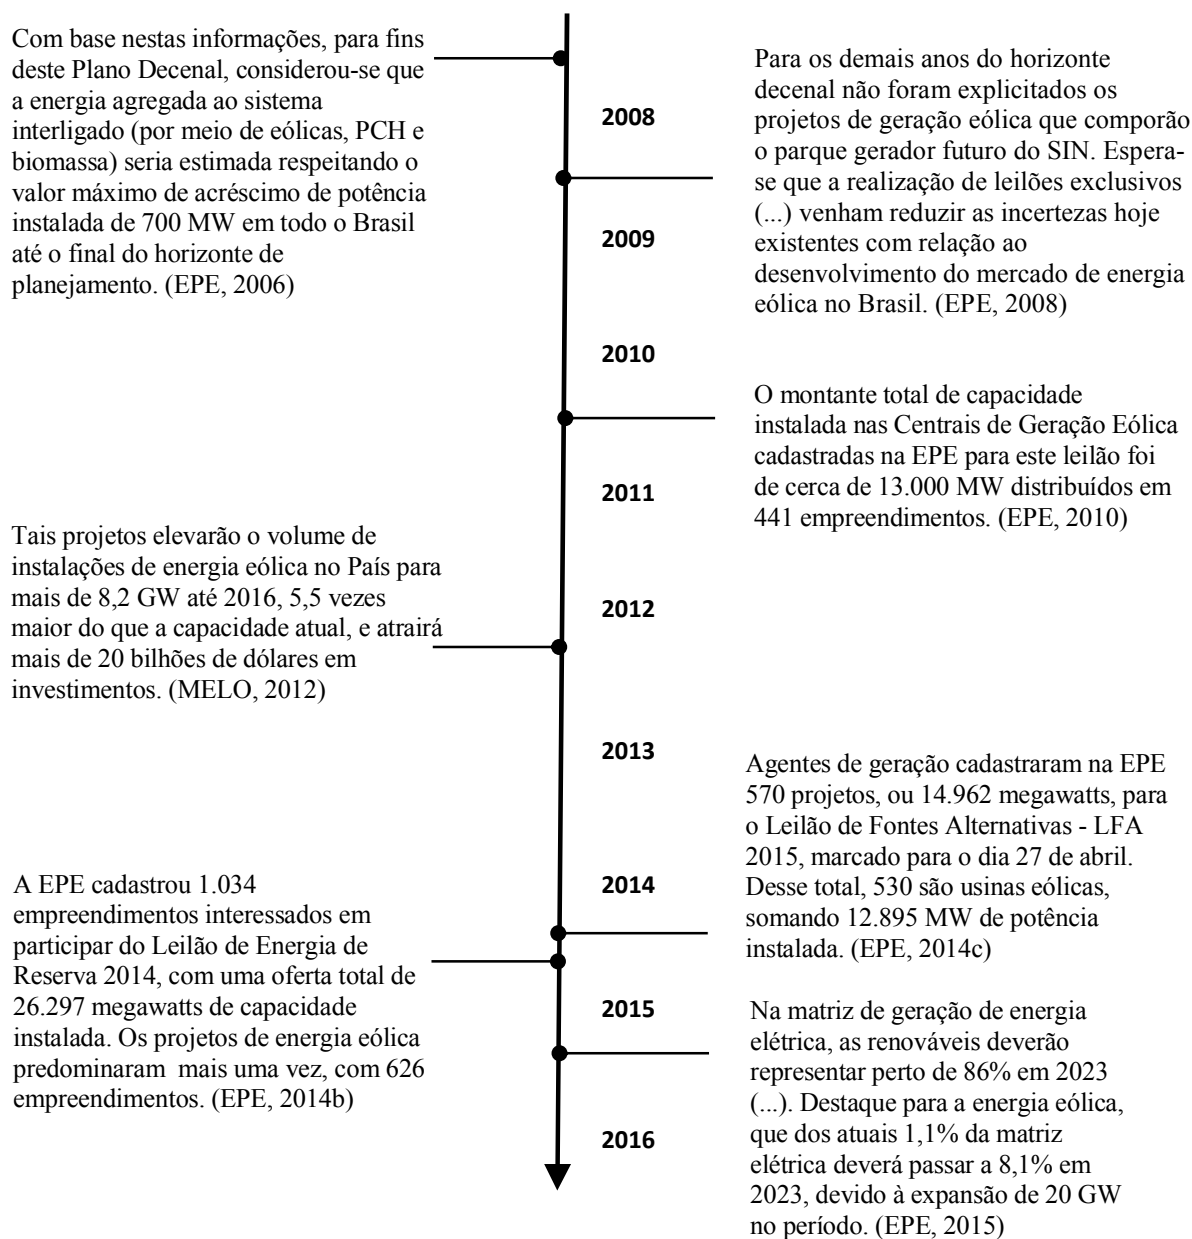 Com base nestas informações, para fins
deste Plano Decenal, considerou-se que
a energia agregada ao sistema
interligado (por meio de eólicas, PCH e
biomassa) seria estimada respeitando o
valor máximo de acréscimo de potência
instalada de 700 MW em todo o Brasil
até o final do horizonte de
planejamento. (EPE, 2006)
2008
Para os demais anos do horizonte
decenal não foram explicitados os
projetos de geração eólica que comporão
o parque gerador futuro do SIN. Espera-
se que a realização de leilões exclusivos
(...) venham reduzir as incertezas hoje
existentes com relação ao
desenvolvimento do mercado de energia
eólica no Brasil. (EPE, 2008)
2009
2010
O montante total de capacidade
instalada nas Centrais de Geração Eólica
cadastradas na EPE para este leilão foi
de cerca de 13.000 MW distribuídos em
441 empreendimentos. (EPE, 2010)
2011
Tais projetos elevarão o volume de
instalações de energia eólica no País para
mais de 8,2 GW até 2016, 5,5 vezes
maior do que a capacidade atual, e atrairá
mais de 20 bilhões de dólares em
investimentos. (MELO, 2012)
2012
2013
Agentes de geração cadastraram na EPE
570 projetos, ou 14.962 megawatts, para
o Leilão de Fontes Alternativas - LFA
2015, marcado para o dia 27 de abril.
Desse total, 530 são usinas eólicas,
somando 12.895 MW de potência
instalada. (EPE, 2014c)
2014
A EPE cadastrou 1.034
empreendimentos interessados em
participar do Leilão de Energia de
Reserva 2014, com uma oferta total de
26.297 megawatts de capacidade
instalada. Os projetos de energia eólica
predominaram  mais uma vez, com 626
empreendimentos. (EPE, 2014b)
2015
Na matriz de geração de energia
elétrica, as renováveis deverão
representar perto de 86% em 2023
(...). Destaque para a energia eólica,
que dos atuais 1,1% da matriz
elétrica deverá passar a 8,1% em
2023, devido à expansão de 20 GW
no período. (EPE, 2015)
2016